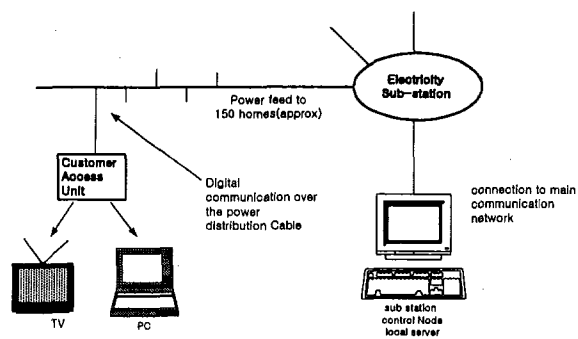 Electricity
Sub-station
Power feed to
150 homes(approx)
Customer
Access
Unit
Digital
communication over
the power
distribution Cable
connection to main
communication
network
TV
PC
sub station
control Node
local server